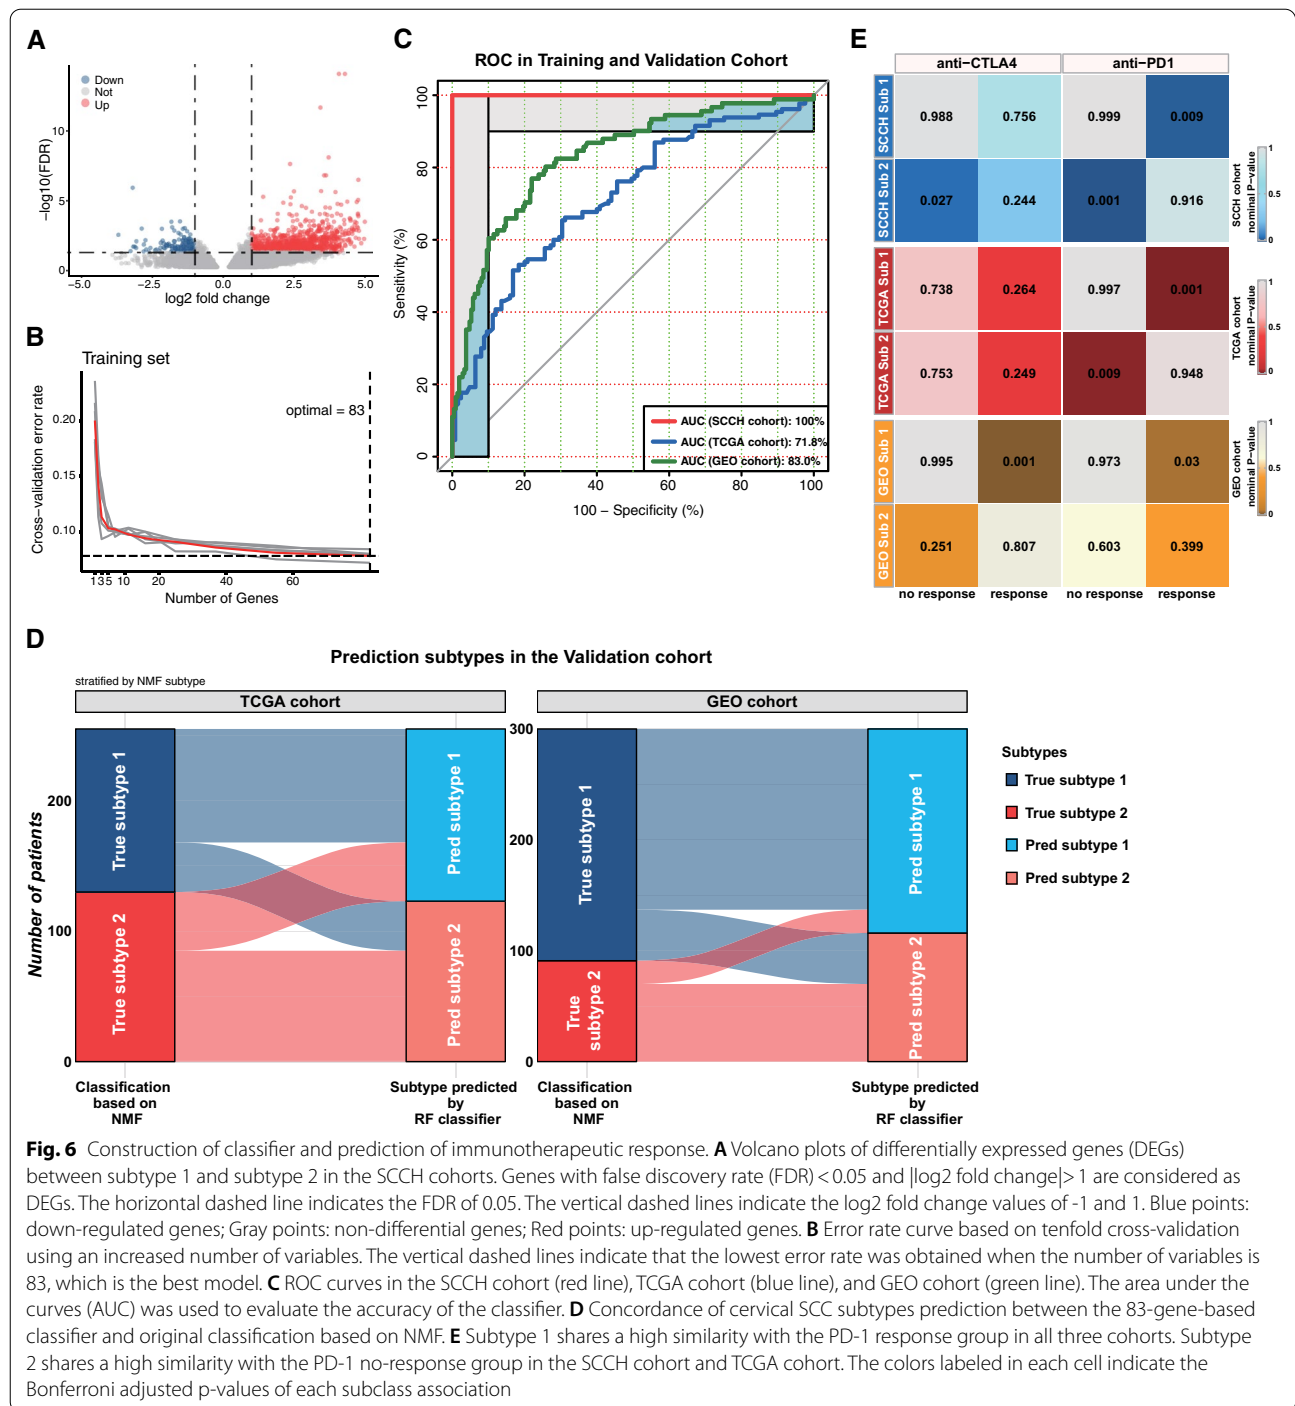 A
Down
Not
Up
−log10(FDR)
10
5
0
−5.0
−2.5
0.0
2.5
5.0
log2 fold change
B
Training set
Cross−validation error rate
0.20
0.15
0.10
optimal = 83
1 3 5 10 20 40 60
Number of Genes
C
ROC in Training and Validation Cohort
Sensitivity (%)
100
80
60
40
20
0
AUC (SCCH cohort): 100%
AUC (TCGA cohort): 71.8%
AUC (GEO cohort): 83.0%
0 20 40 60 80 100
100 − Specificity (%)
E
anti−CTLA4 anti−PD1
SCCH Sub 1 0.988 0.756 0.999 0.009
SCCH Sub 2 0.027 0.244 0.001 0.916
TCGA Sub 1 0.738 0.264 0.997 0.001
TCGA Sub 2 0.753 0.249 0.009 0.948
GEO Sub 1 0.995 0.001 0.973 0.03
GEO Sub 2 0.251 0.807 0.603 0.399
no response response no response response
SCCH cohort
nominal P−value
1
0.5
0
TCGA cohort
nominal P−value
1
0.5
0
GEO cohort
nominal P−value
1
0.5
0
D
Prediction subtypes in the Validation cohort
stratified by NMF subtype
TCGA cohort
GEO cohort
Number of patients
200
100
0
True subtype 1
True subtype 2
Pred subtype 1
Pred subtype 2
300
200
100
0
True subtype 1
True
subtype 2
Pred subtype 1
Pred subtype 2
Classification
based on
NMF
Subtype predicted
by
RF classifier
Classification
based on
NMF
Subtype predicted
by
RF classifier
Subtypes
True subtype 1
True subtype 2
Pred subtype 1
Pred subtype 2
Fig. 6 Construction of classifier and prediction of immunotherapeutic response. A Volcano plots of differentially expressed genes (DEGs)
between subtype 1 and subtype 2 in the SCCH cohorts. Genes with false discovery rate (FDR) < 0.05 and |log2 fold change|> 1 are considered as
DEGs. The horizontal dashed line indicates the FDR of 0.05. The vertical dashed lines indicate the log2 fold change values of -1 and 1. Blue points:
down-regulated genes; Gray points: non-differential genes; Red points: up-regulated genes. B Error rate curve based on tenfold cross-validation
using an increased number of variables. The vertical dashed lines indicate that the lowest error rate was obtained when the number of variables is
83, which is the best model. C ROC curves in the SCCH cohort (red line), TCGA cohort (blue line), and GEO cohort (green line). The area under the
curves (AUC) was used to evaluate the accuracy of the classifier. D Concordance of cervical SCC subtypes prediction between the 83-gene-based
classifier and original classification based on NMF. E Subtype 1 shares a high similarity with the PD-1 response group in all three cohorts. Subtype
2 shares a high similarity with the PD-1 no-response group in the SCCH cohort and TCGA cohort. The colors labeled in each cell indicate the
Bonferroni adjusted p-values of each subclass association